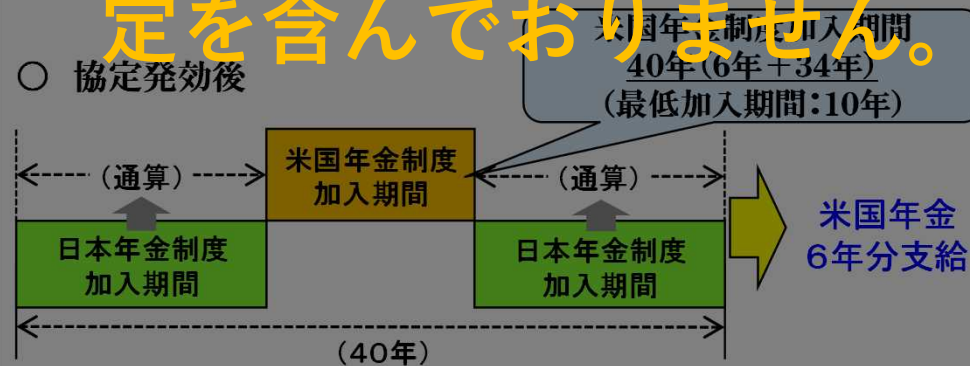 定を含んでおりません。
米国年金制度加入期間
40年(6年+34年)
(最低加入期間:10年)
○ 協定発効後
(通算)
米国年金制度
加入期間
(通算)
日本年金制度
加入期間
日本年金制度
加入期間
米国年金
6年分支給
(40年)